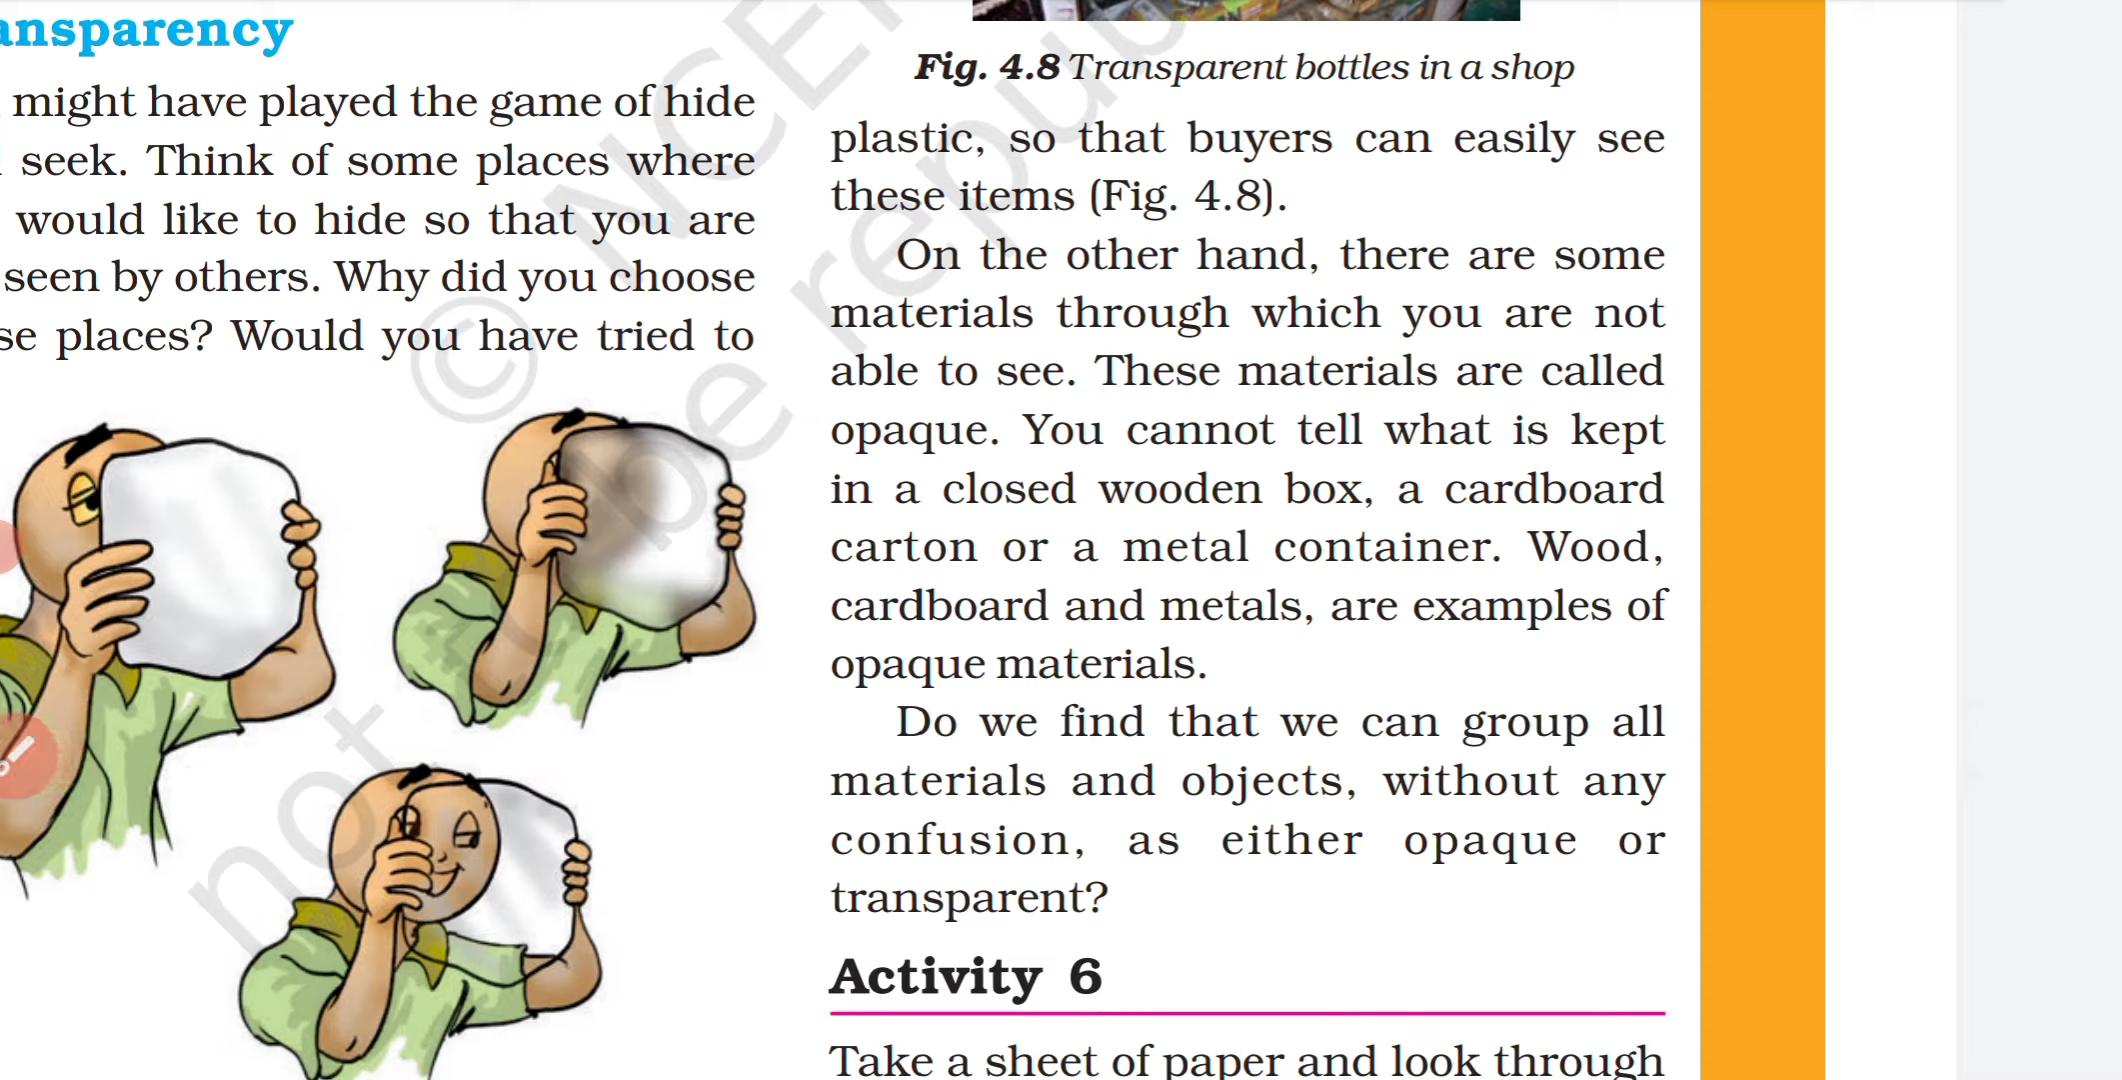 ansparency
might have played the game of hide
seek. Think of some places where
would like to hide so that you are
seen by others. Why did you choose
se places? Would you have tried to
Fig. 4.8 Transparent bottles in a shop
plastic, so that buyers can easily see
these items (Fig. 4.8).
On the other hand, there are some
materials through which you are not
able to see. These materials are called
opaque. You cannot tell what is kept
in a closed wooden box, a cardboard
carton or a metal container. Wood,
cardboard and metals, are examples of
opaque materials.
Do we find that we can group all
materials and objects, without any
confusion, as either opaque or
transparent?
Activity 6
Take a sheet of paper and look through
© NCE
not to be repub